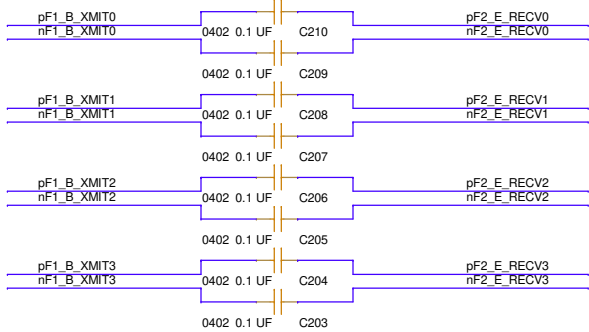 pF1_B_XMIT0 pF2_E_RECV0
nF1_B_XMIT0 0402 0.1 UF C210 nF2_E_RECV0
0402 0.1 UF C209
pF1_B_XMIT1 pF2_E_RECV1
nF1_B_XMIT1 0402 0.1 UF C208 nF2_E_RECV1
0402 0.1 UF C207
pF1_B_XMIT2 pF2_E_RECV2
nF1_B_XMIT2 0402 0.1 UF C206 nF2_E_RECV2
0402 0.1 UF C205
pF1_B_XMIT3 pF2_E_RECV3
nF1_B_XMIT3 0402 0.1 UF C204 nF2_E_RECV3
0402 0.1 UF C203